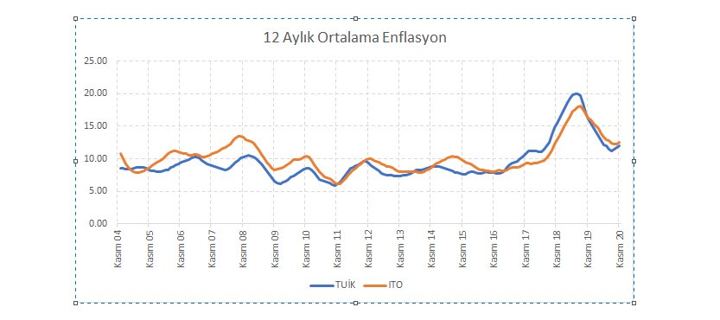 12 Aylık Ortalama Enflasyon
25.00
20.00
15.00
10.00
5.00
0.00
Kasım 04
Kasım 05
Kasım 06
Kasım 07
Kasım 08
Kasım 09
Kasım 10
Kasım 11
Kasım 12
Kasım 13
Kasım 14
Kasım 15
Kasım 16
Kasım 17
Kasım 18
Kasım 19
Kasım 20
TUİK ITO